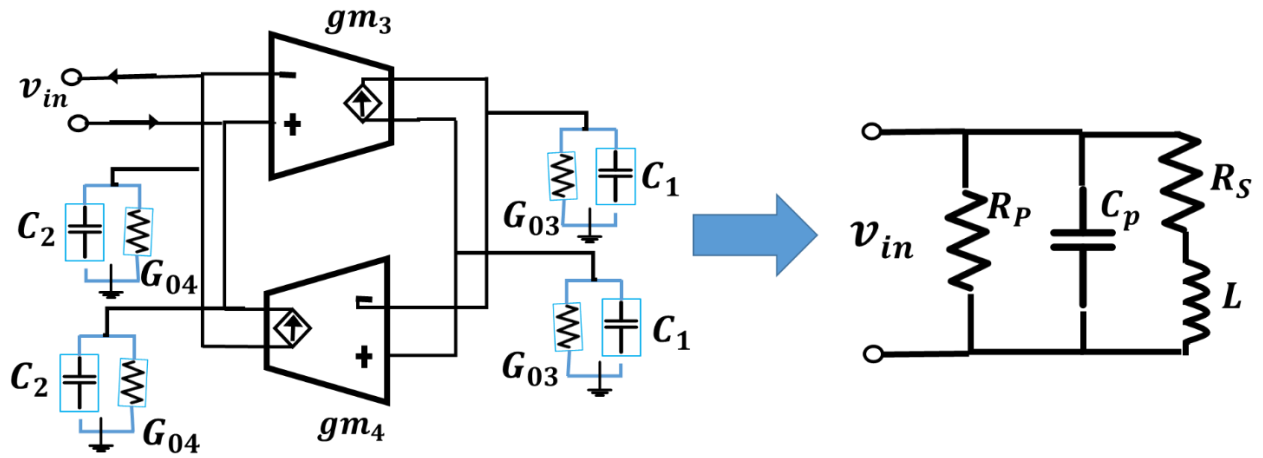 gm₃
v_in
−
+
C₂
G₀₄
G₀₃
C₁
C₂
G₀₄
−
+
gm₄
G₀₃
C₁
v_in
R_P
C_p
R_S
L